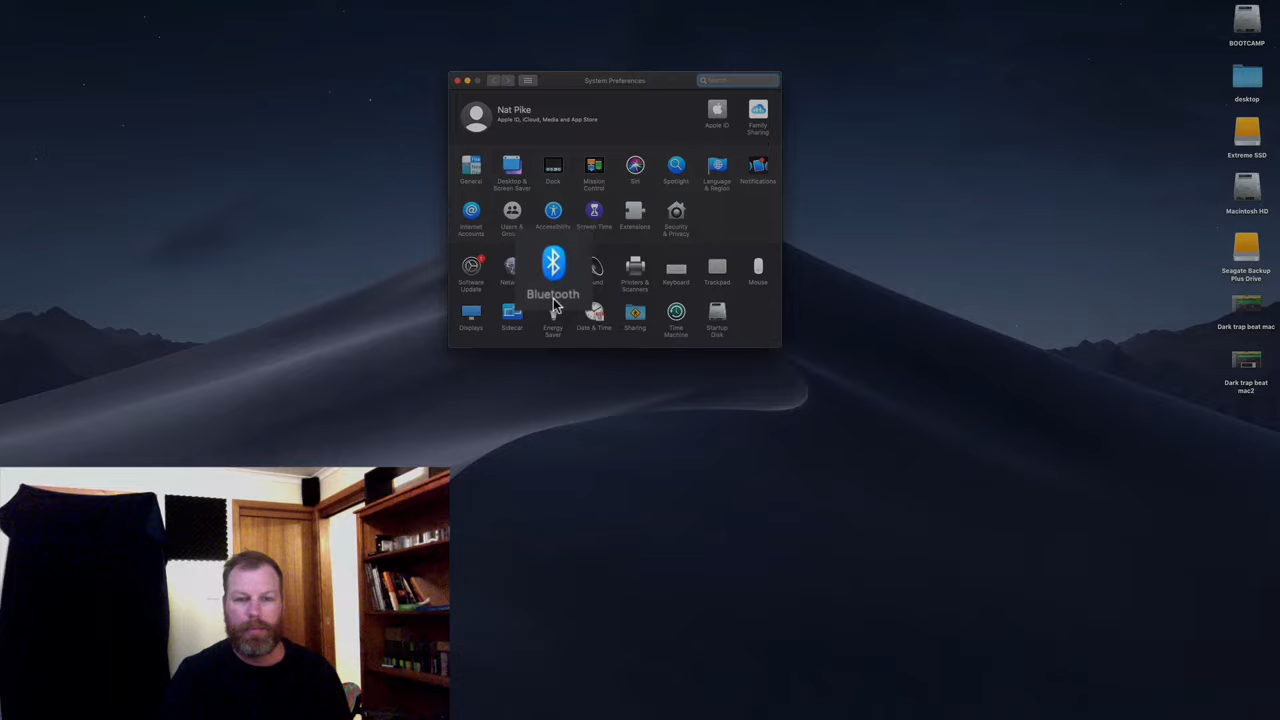 System Preferences
Search
Nat Pike
Apple ID, iCloud, Media and App Store
Apple ID
Family
Sharing
General
Desktop &
Screen Saver
Dock
Mission
Control
Siri
Spotlight
Language
& Region
Notifications
Internet
Accounts
Users &
Accessibility
Screen Time
Extensions
Security
& Privacy
Bluetooth
Software
Update
Printers &
Scanners
Keyboard
Trackpad
Mouse
Displays
Sidecar
Energy
Saver
Date & Time
Sharing
Time
Machine
Startup
Disk
BOOTCAMP
desktop
Extreme SSD
Macintosh HD
Seagate Backup
Plus Drive
Dark trap beat mac
Dark trap beat
mac2